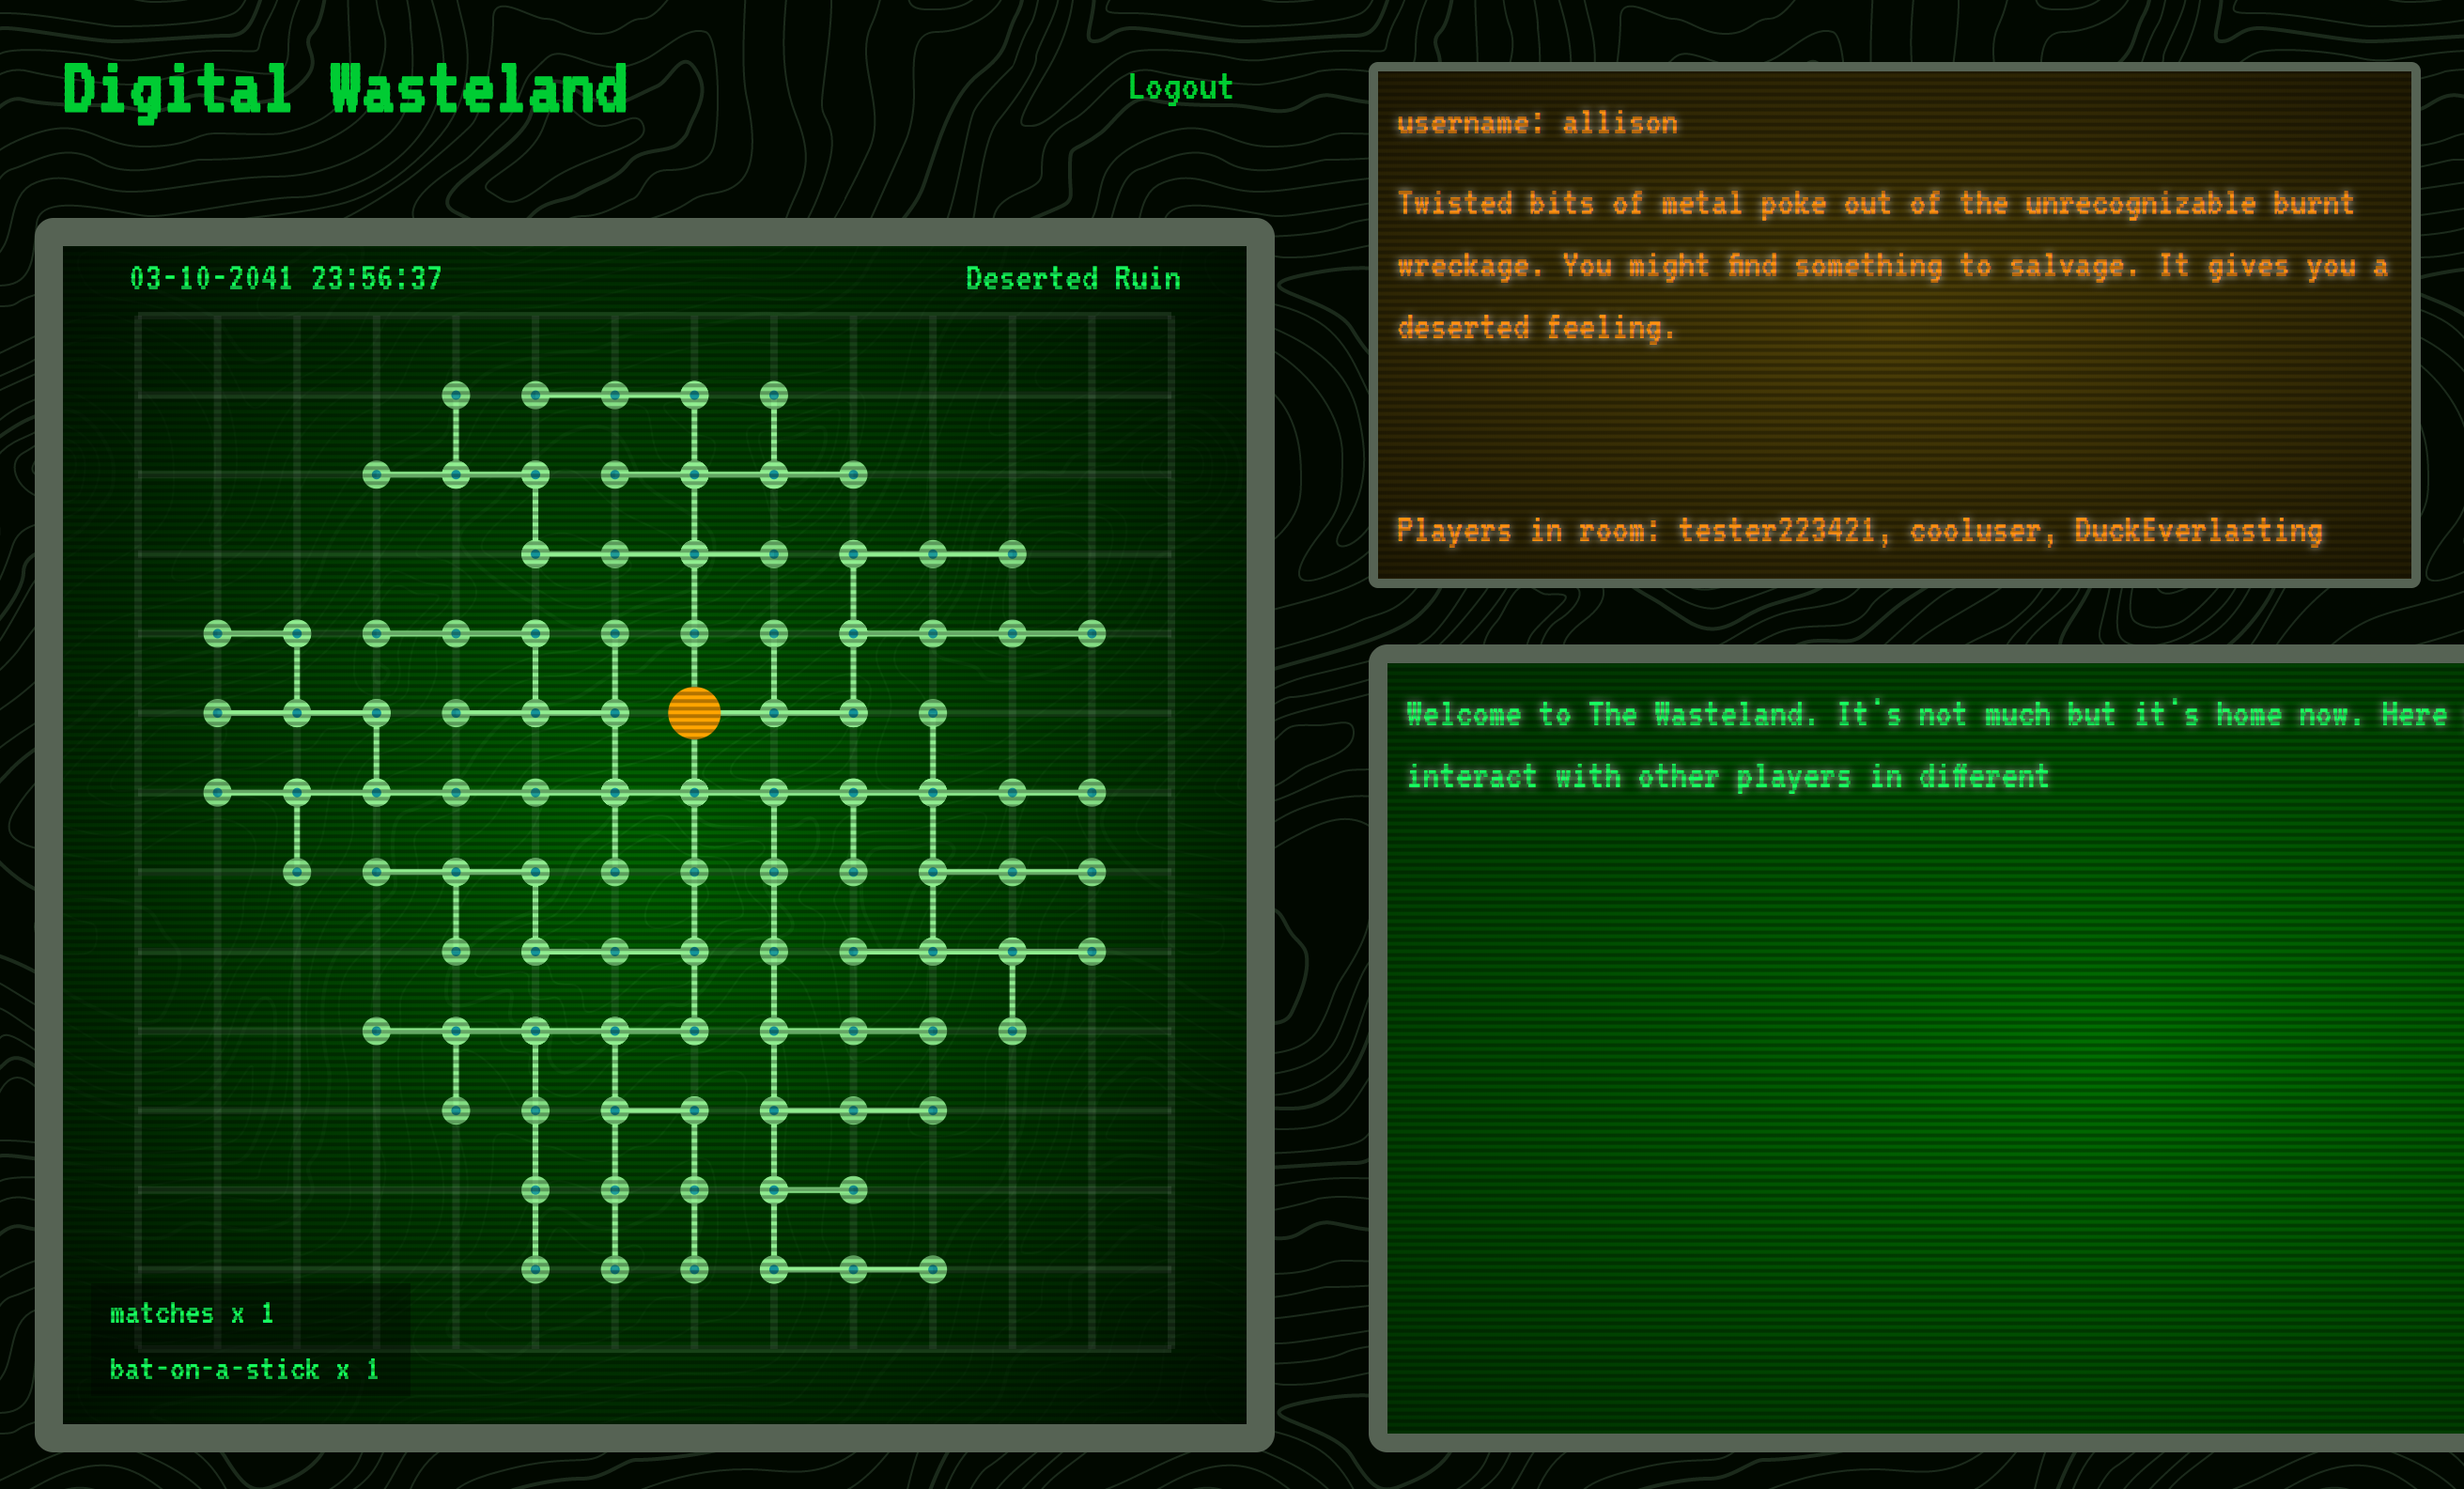 Digital Wasteland
Logout
03-10-2041 23:56:37
Deserted Ruin
matches x 1
bat-on-a-stick x 1
username: allison
Twisted bits of metal poke out of the unrecognizable burnt
wreckage. You might find something to salvage. It gives you a
deserted feeling.
Players in room: tester223421, cooluser, DuckEverlasting
Welcome to The Wasteland. It's not much but it's home now. Here
interact with other players in different